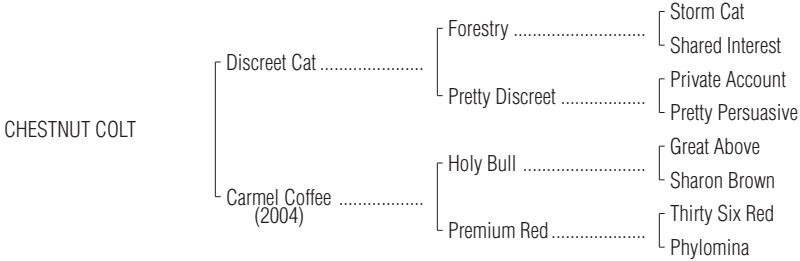 Storm Cat
Forestry ............................
Shared Interest
Discreet Cat ......................
Private Account
Pretty Discreet ..................
Pretty Persuasive
CHESTNUT COLT
Great Above
Holy Bull ..........................
Sharon Brown
Carmel Coffee ..................
(2004)
Thirty Six Red
Premium Red ....................
Phylomina